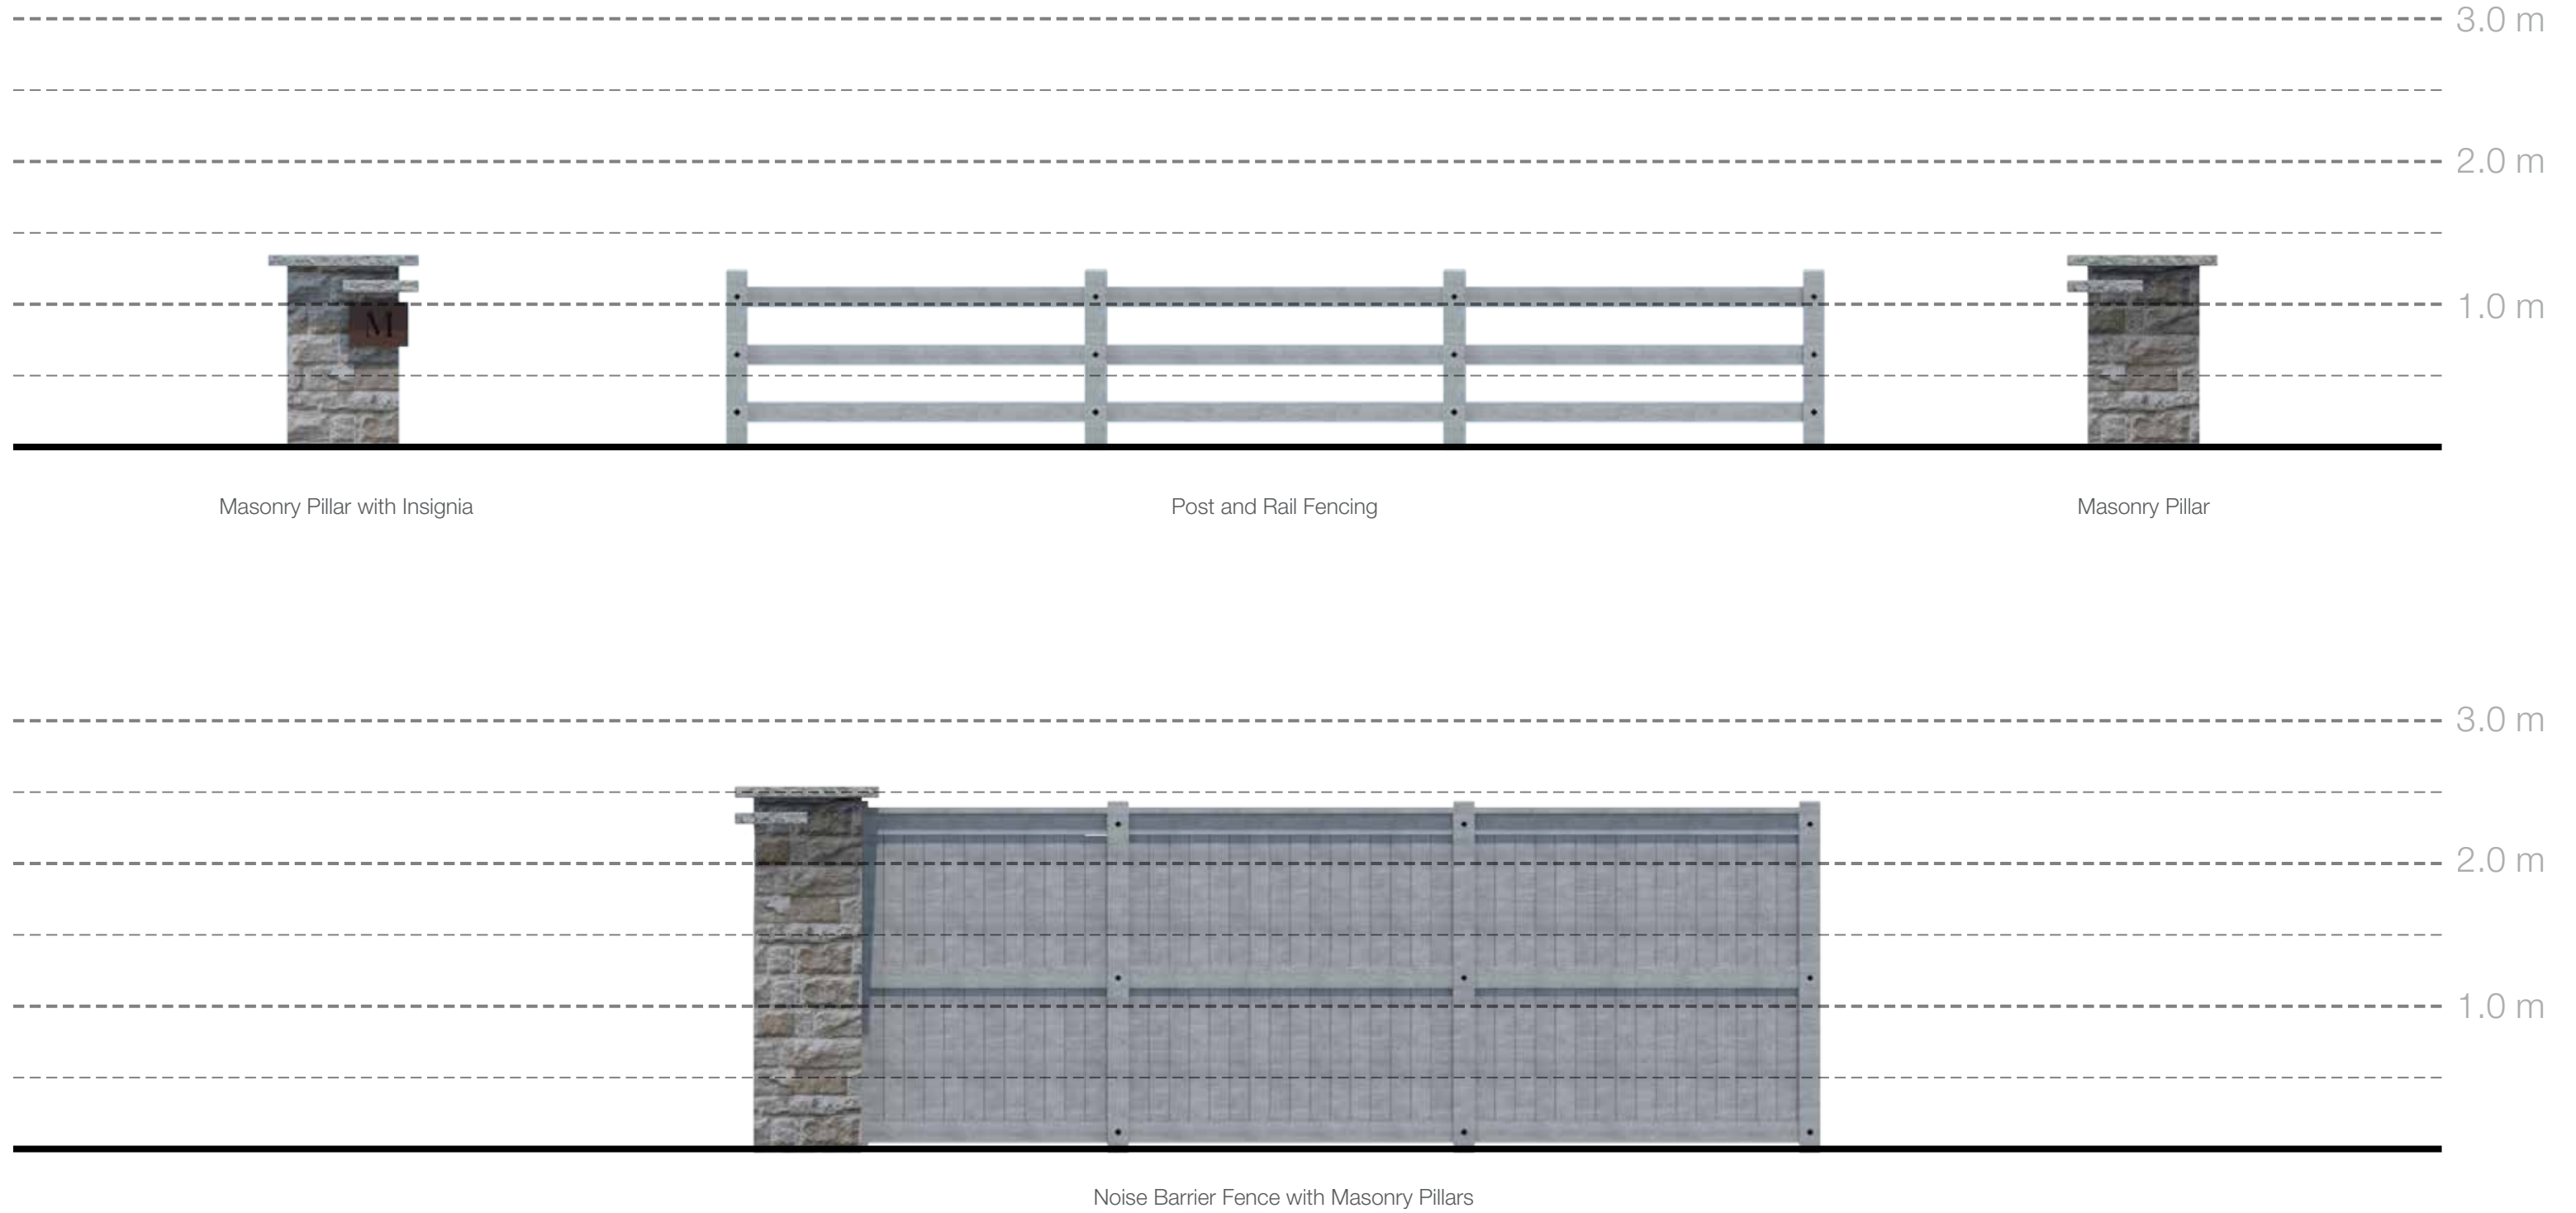 3.0 m
2.0 m
M
1.0 m
Masonry Pillar with Insignia
Post and Rail Fencing
Masonry Pillar
3.0 m
2.0 m
1.0 m
Noise Barrier Fence with Masonry Pillars